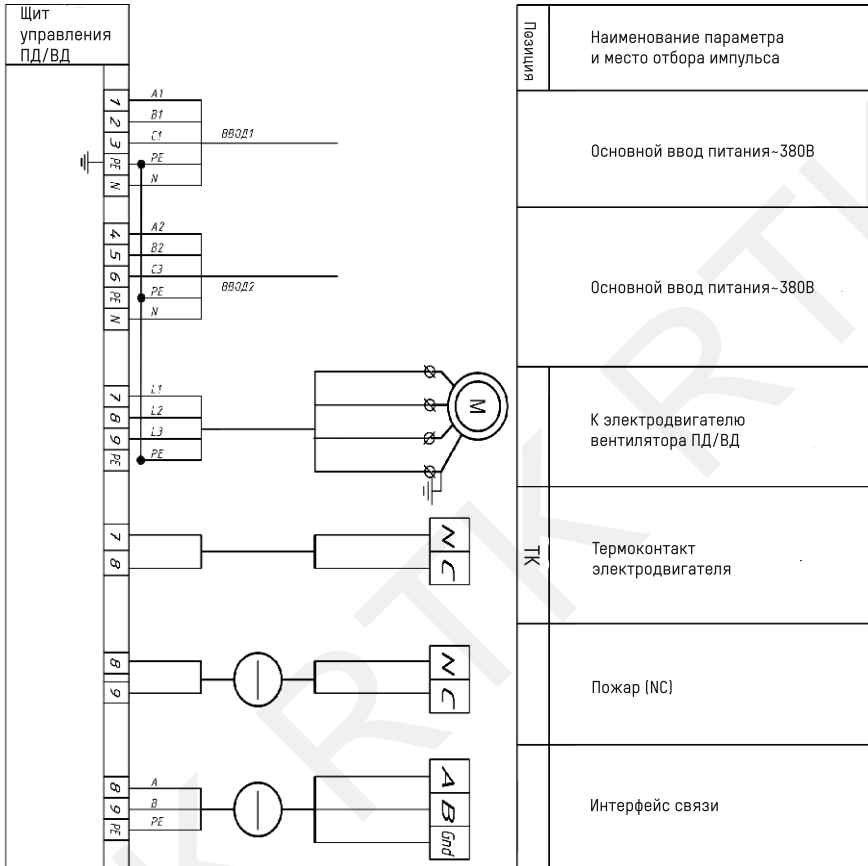 Щит
управления
ПД/ВД
Позиция
Наименование параметра
и место отбора импульса
1 A1
2 B1
3 C1
PE PE
N N
ВВОД1
Основной ввод питания~380В
4 A2
5 B2
6 C3
PE PE
N N
ВВОД2
Основной ввод питания~380В
7 L1
8 L2
9 L3
PE PE
M
К электродвигателю
вентилятора ПД/ВД
7
8
N
C
ТК
Термоконтакт
электродвигателя
8
9
N
C
Пожар (NC)
8 A
9 B
PE PE
A
B
Gnd
Интерфейс связи
RTK RTK